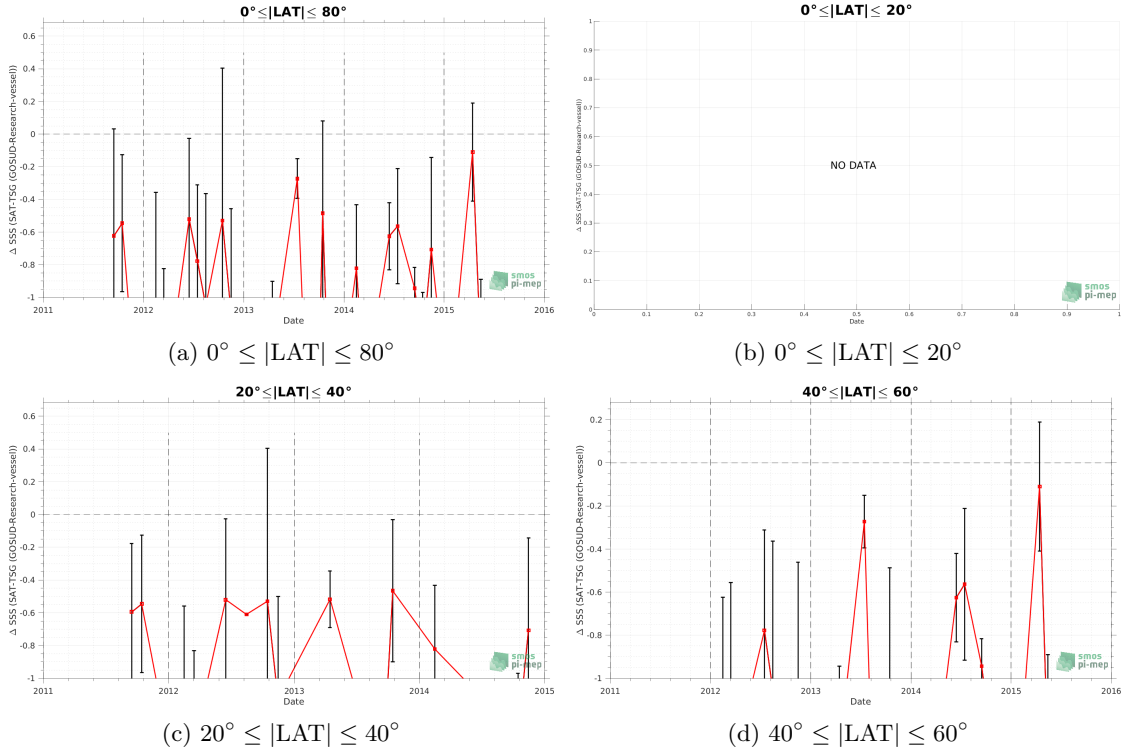 0°≤|LAT|≤ 80°
Δ SSS (SAT-TSG (GOSUD-Research-vessel))
0.6
0.4
0.2
0
-0.2
-0.4
-0.6
-0.8
-1
2011 2012 2013 2014 2015 2016
Date
smos
pi-mep
(a) 0° ≤ |LAT| ≤ 80°
0°≤|LAT|≤ 20°
Δ SSS (SAT-TSG (GOSUD-Research-vessel))
1
0.9
0.8
0.7
0.6
0.5
0.4
0.3
0.2
0.1
0
NO DATA
0 0.1 0.2 0.3 0.4 0.5 0.6 0.7 0.8 0.9 1
Date
smos
pi-mep
(b) 0° ≤ |LAT| ≤ 20°
20°≤|LAT|≤ 40°
Δ SSS (SAT-TSG (GOSUD-Research-vessel))
0.6
0.4
0.2
0
-0.2
-0.4
-0.6
-0.8
-1
2011 2012 2013 2014 2015
Date
smos
pi-mep
(c) 20° ≤ |LAT| ≤ 40°
40°≤|LAT|≤ 60°
Δ SSS (SAT-TSG (GOSUD-Research-vessel))
0.2
0
-0.2
-0.4
-0.6
-0.8
-1
2011 2012 2013 2014 2015 2016
Date
smos
pi-mep
(d) 40° ≤ |LAT| ≤ 60°